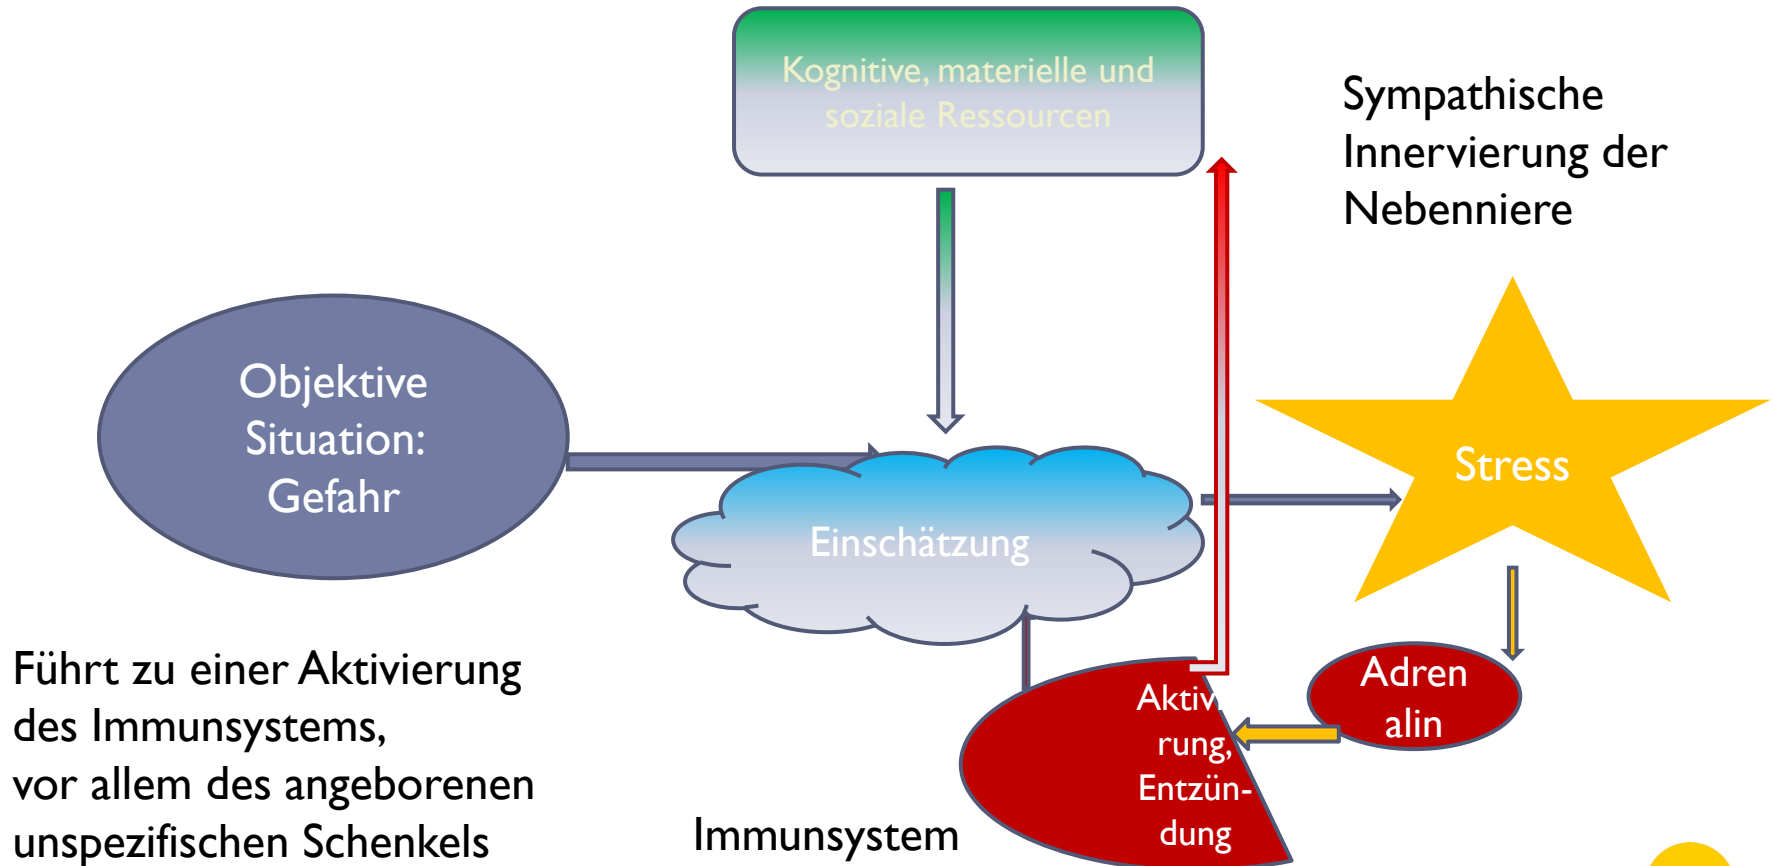 Kognitive, materielle und
soziale Ressourcen
Sympathische
Innervierung der
Nebenniere
Objektive
Situation:
Gefahr
Stress
Einschätzung
Führt zu einer Aktivierung
des Immunsystems,
vor allem des angeborenen
unspezifischen Schenkels
Adren
alin
Aktivie
rung,
Entzün-
dung
Immunsystem